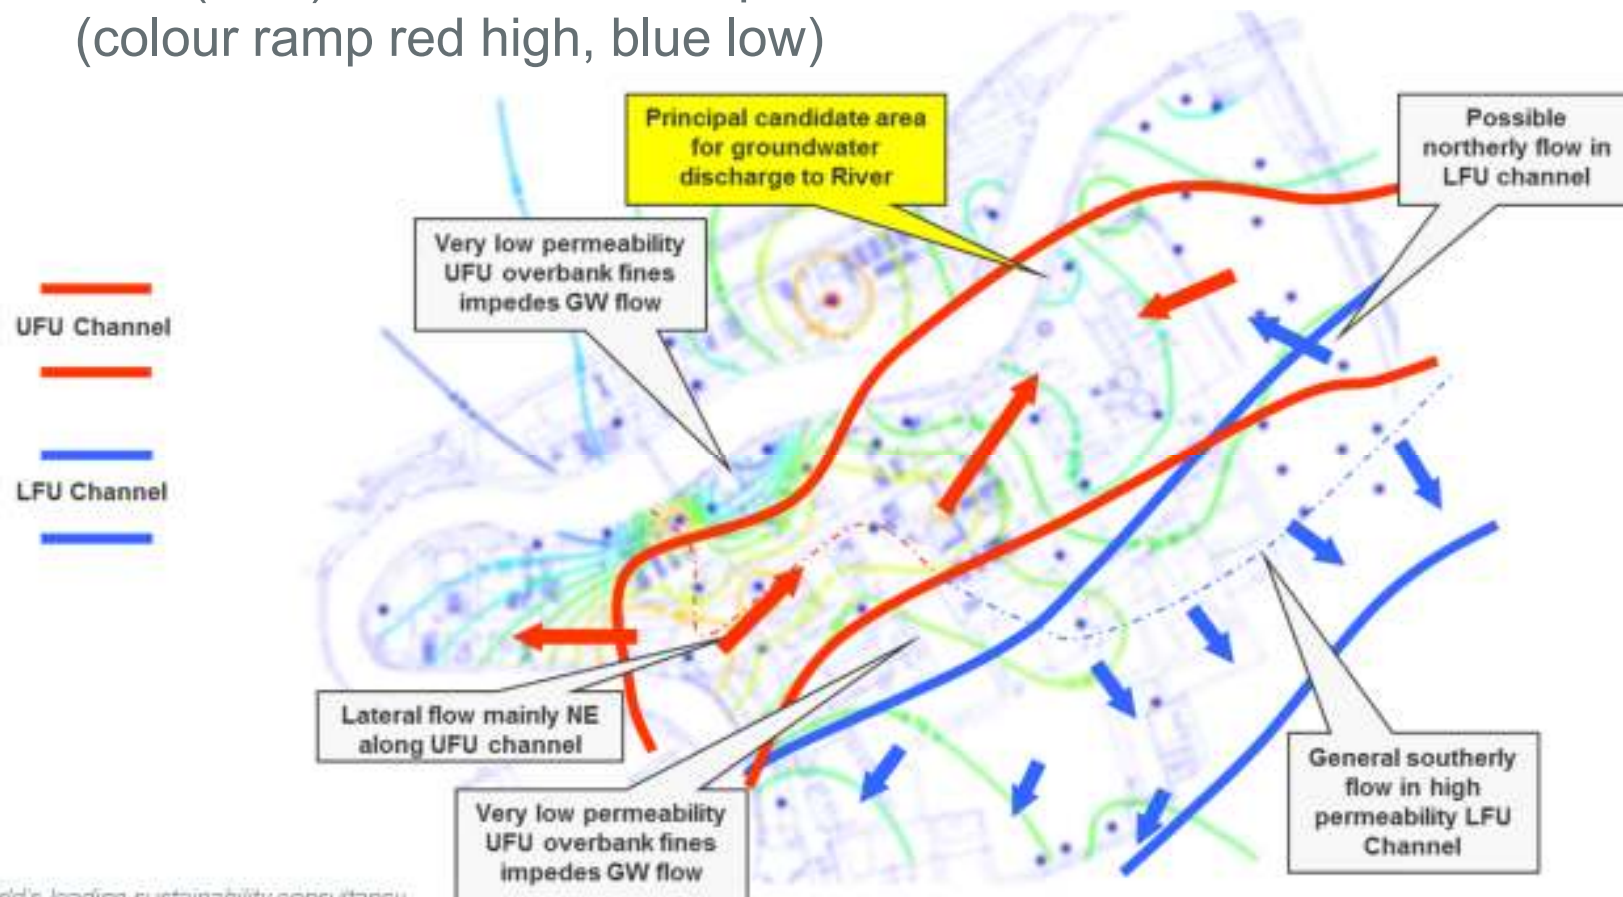 (colour ramp red high, blue low)
Principal candidate area
for groundwater
discharge to River
Possible
northerly flow in
LFU channel
Very low permeability
UFU overbank fines
impedes GW flow
UFU Channel
LFU Channel
Lateral flow mainly NE
along UFU channel
General southerly
flow in high
permeability LFU
Channel
Very low permeability
UFU overbank fines
impedes GW flow
leading sustainability consultancy